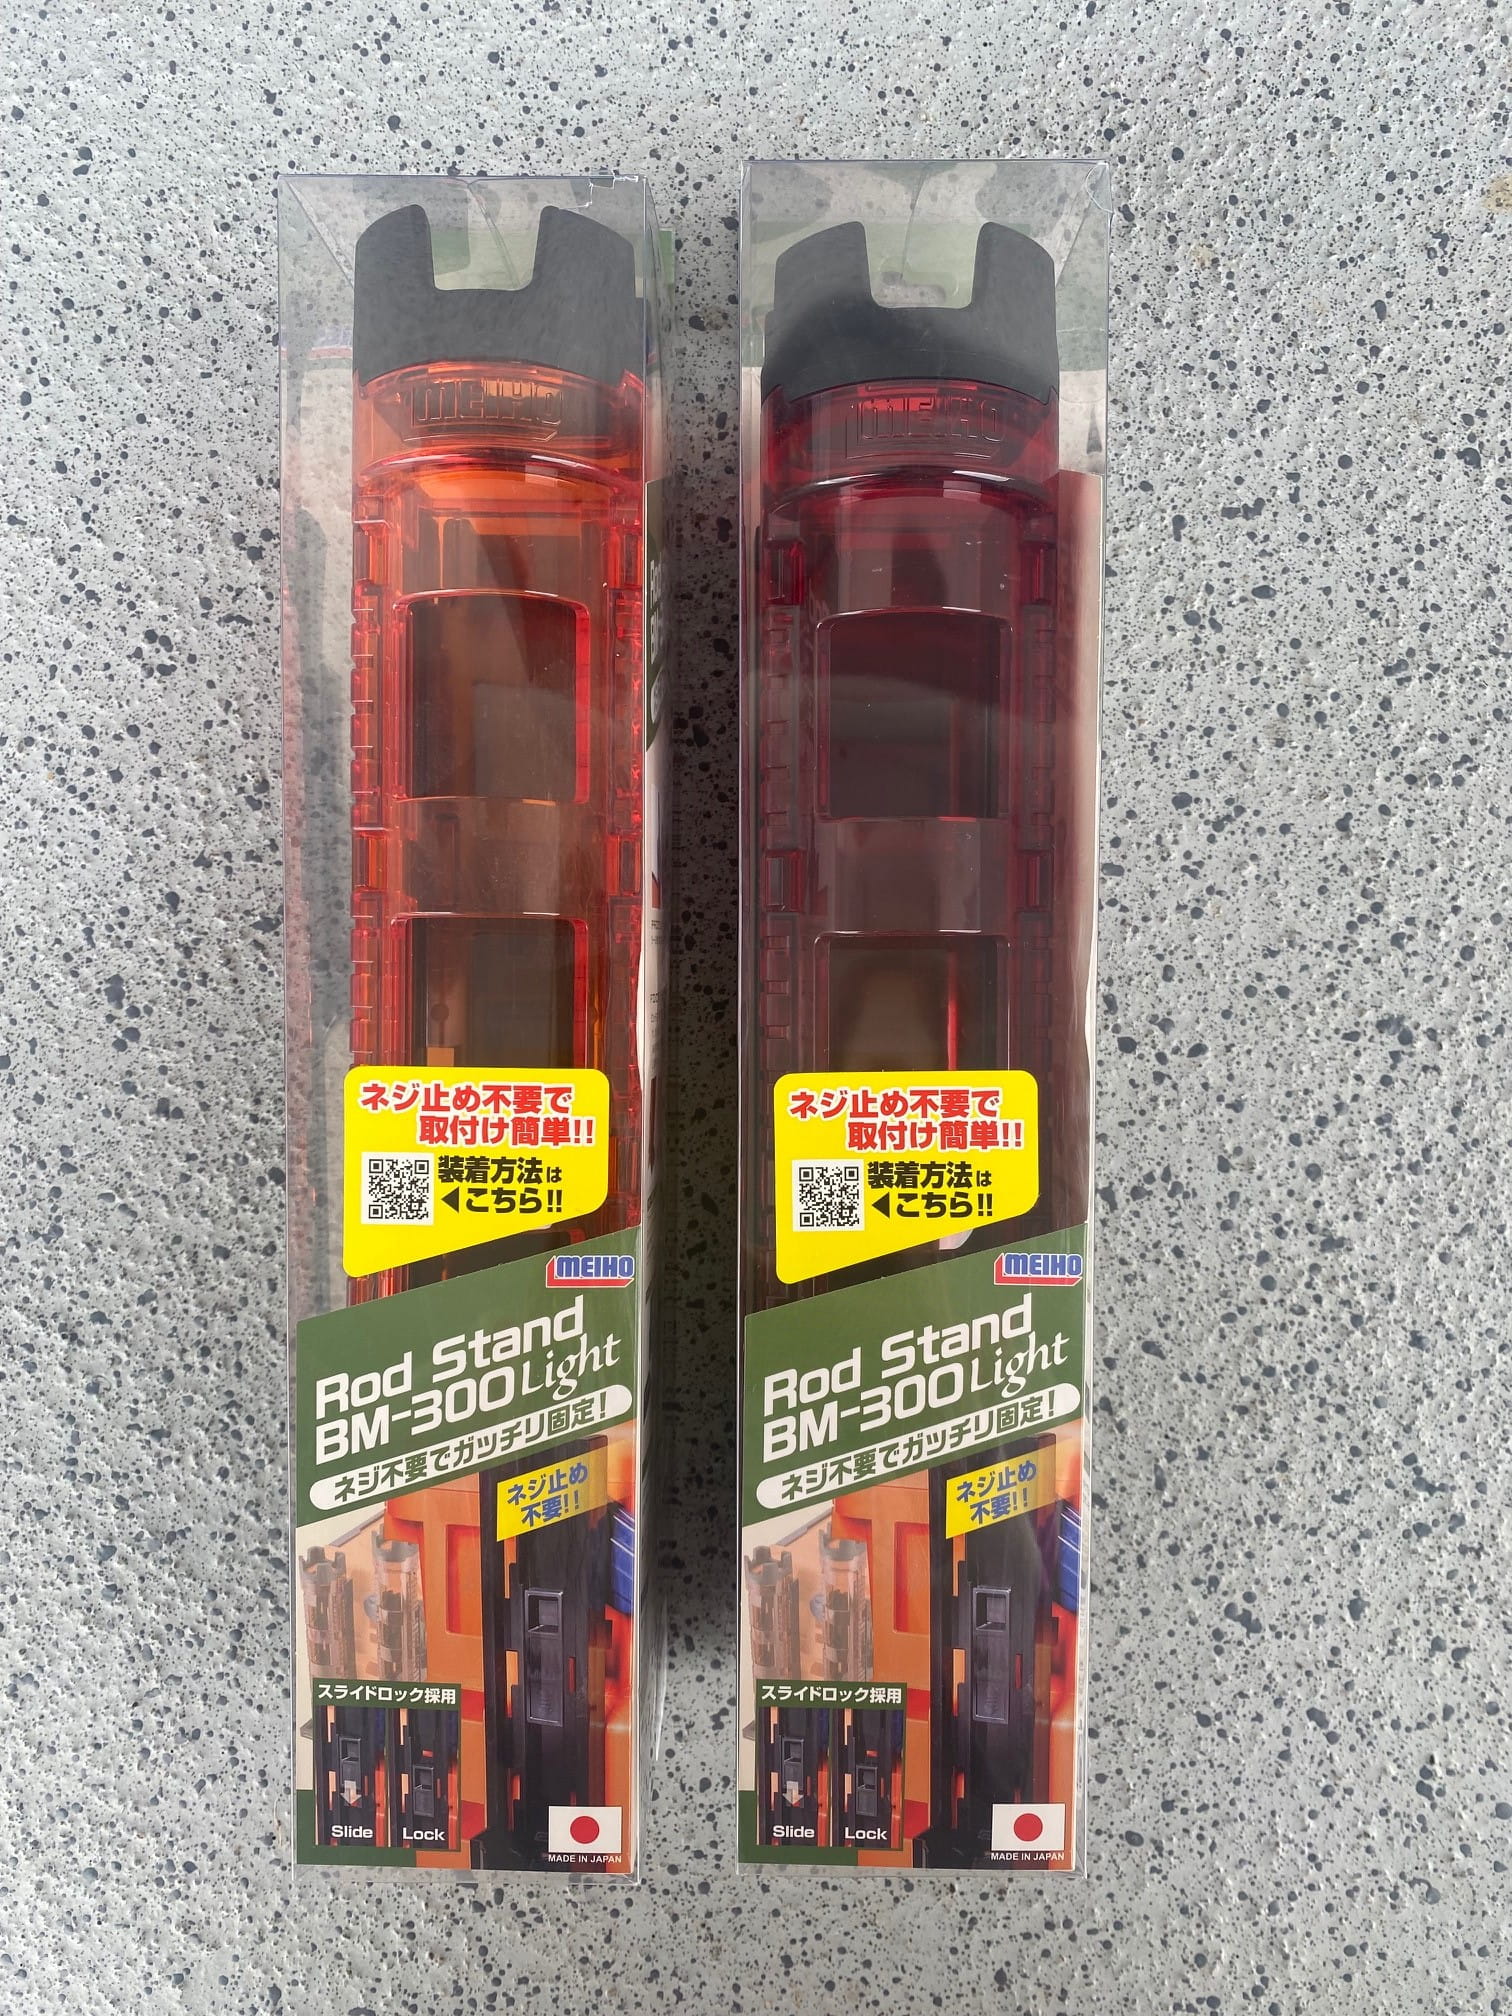 MEIHO
ネジ止め不要で
取付け簡単!!
装着方法は
◀こちら!!
MEIHO
Rod Stand
BM-300 Light
ネジ不要でガッチリ固定!
ネジ止め
不要!!
スライドロック採用
Slide
Lock
MADE IN JAPAN
MEIHO
ネジ止め不要で
取付け簡単!!
装着方法は
◀こちら!!
MEIHO
Rod Stand
BM-300 Light
ネジ不要でガッチリ固定!
ネジ止め
不要!!
スライドロック採用
Slide
Lock
MADE IN JAPAN